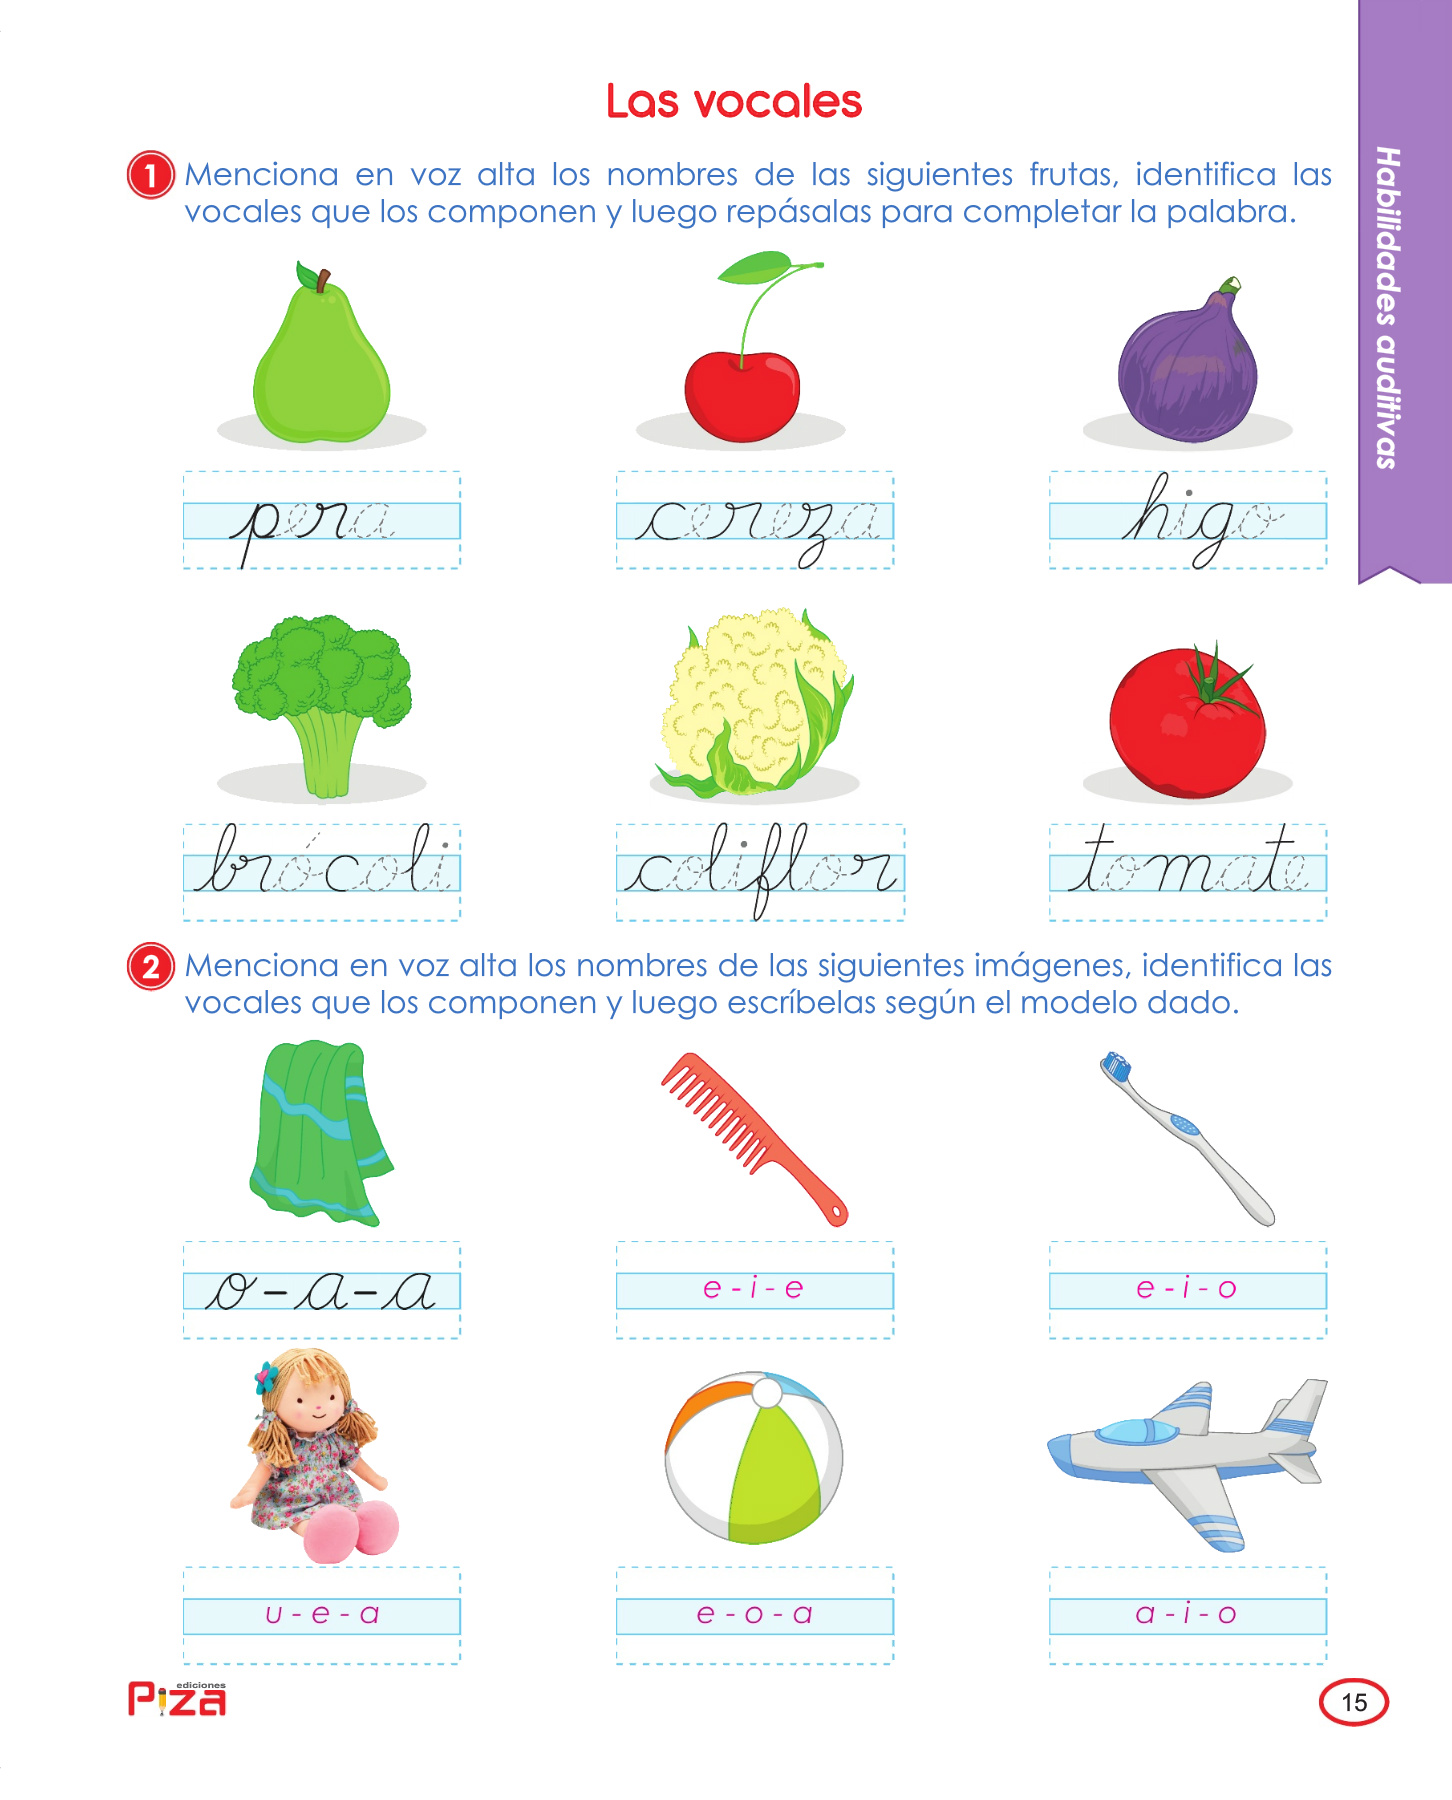 Las vocales
Habilidades auditivas
1 Menciona en voz alta los nombres de las siguientes frutas, identifica las
vocales que los componen y luego repásalas para completar la palabra.
pera cereza higo
brócoli coliflor tomate
2 Menciona en voz alta los nombres de las siguientes imágenes, identifica las
vocales que los componen y luego escríbelas según el modelo dado.
o-a-a e - i - e e - i - o
u - e - a e - o - a a - i - o
ediciones
Piza
15